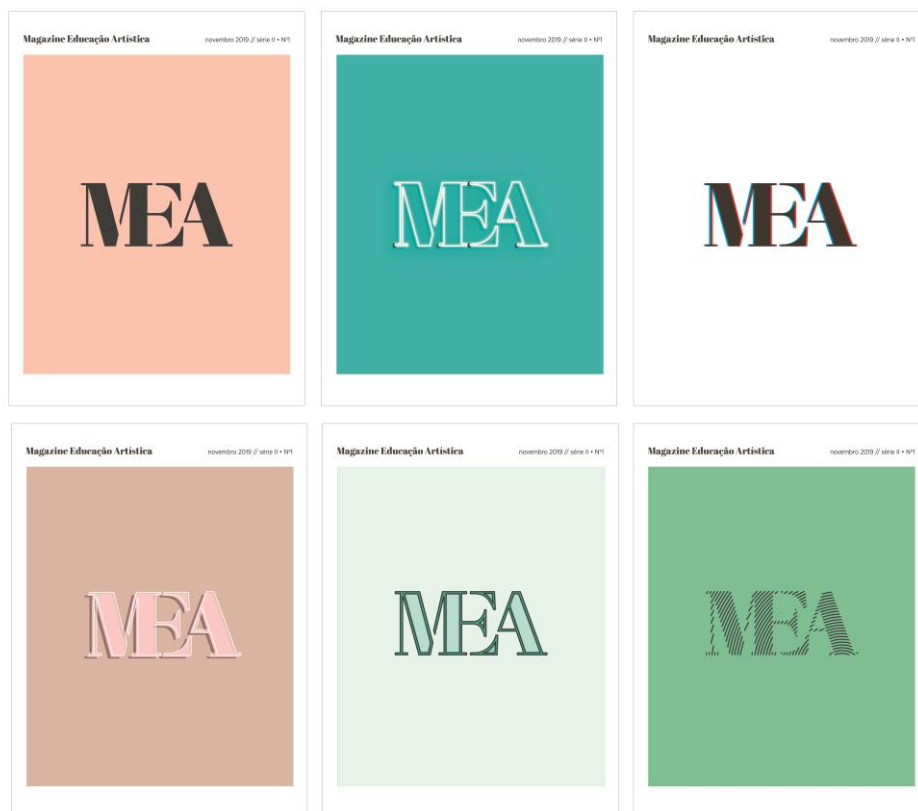 Magazine Educação Artística novembro 2019 // série II • Nº1
MEA
Magazine Educação Artística novembro 2019 // série II • Nº1
MEA
Magazine Educação Artística novembro 2019 // série II • Nº1
MEA
Magazine Educação Artística novembro 2019 // série II • Nº1
MEA
Magazine Educação Artística novembro 2019 // série II • Nº1
MEA
Magazine Educação Artística novembro 2019 // série II • Nº1
MEA